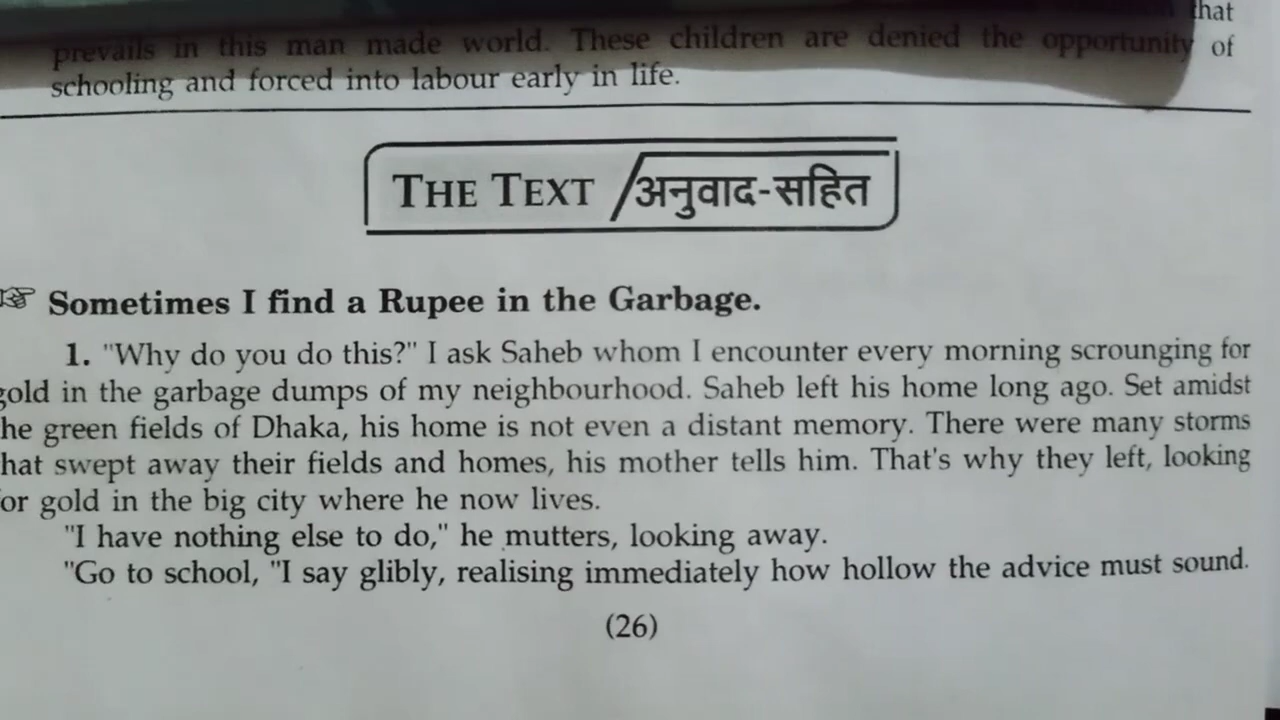 that
prevails in this man made world. These children are denied the opportunity of
schooling and forced into labour early in life.
THE TEXT / अनुवाद-सहित
☞ Sometimes I find a Rupee in the Garbage.
1. "Why do you do this?" I ask Saheb whom I encounter every morning scrounging for
gold in the garbage dumps of my neighbourhood. Saheb left his home long ago. Set amidst
he green fields of Dhaka, his home is not even a distant memory. There were many storms
hat swept away their fields and homes, his mother tells him. That's why they left, looking
or gold in the big city where he now lives.
"I have nothing else to do," he mutters, looking away.
"Go to school, "I say glibly, realising immediately how hollow the advice must sound.
(26)